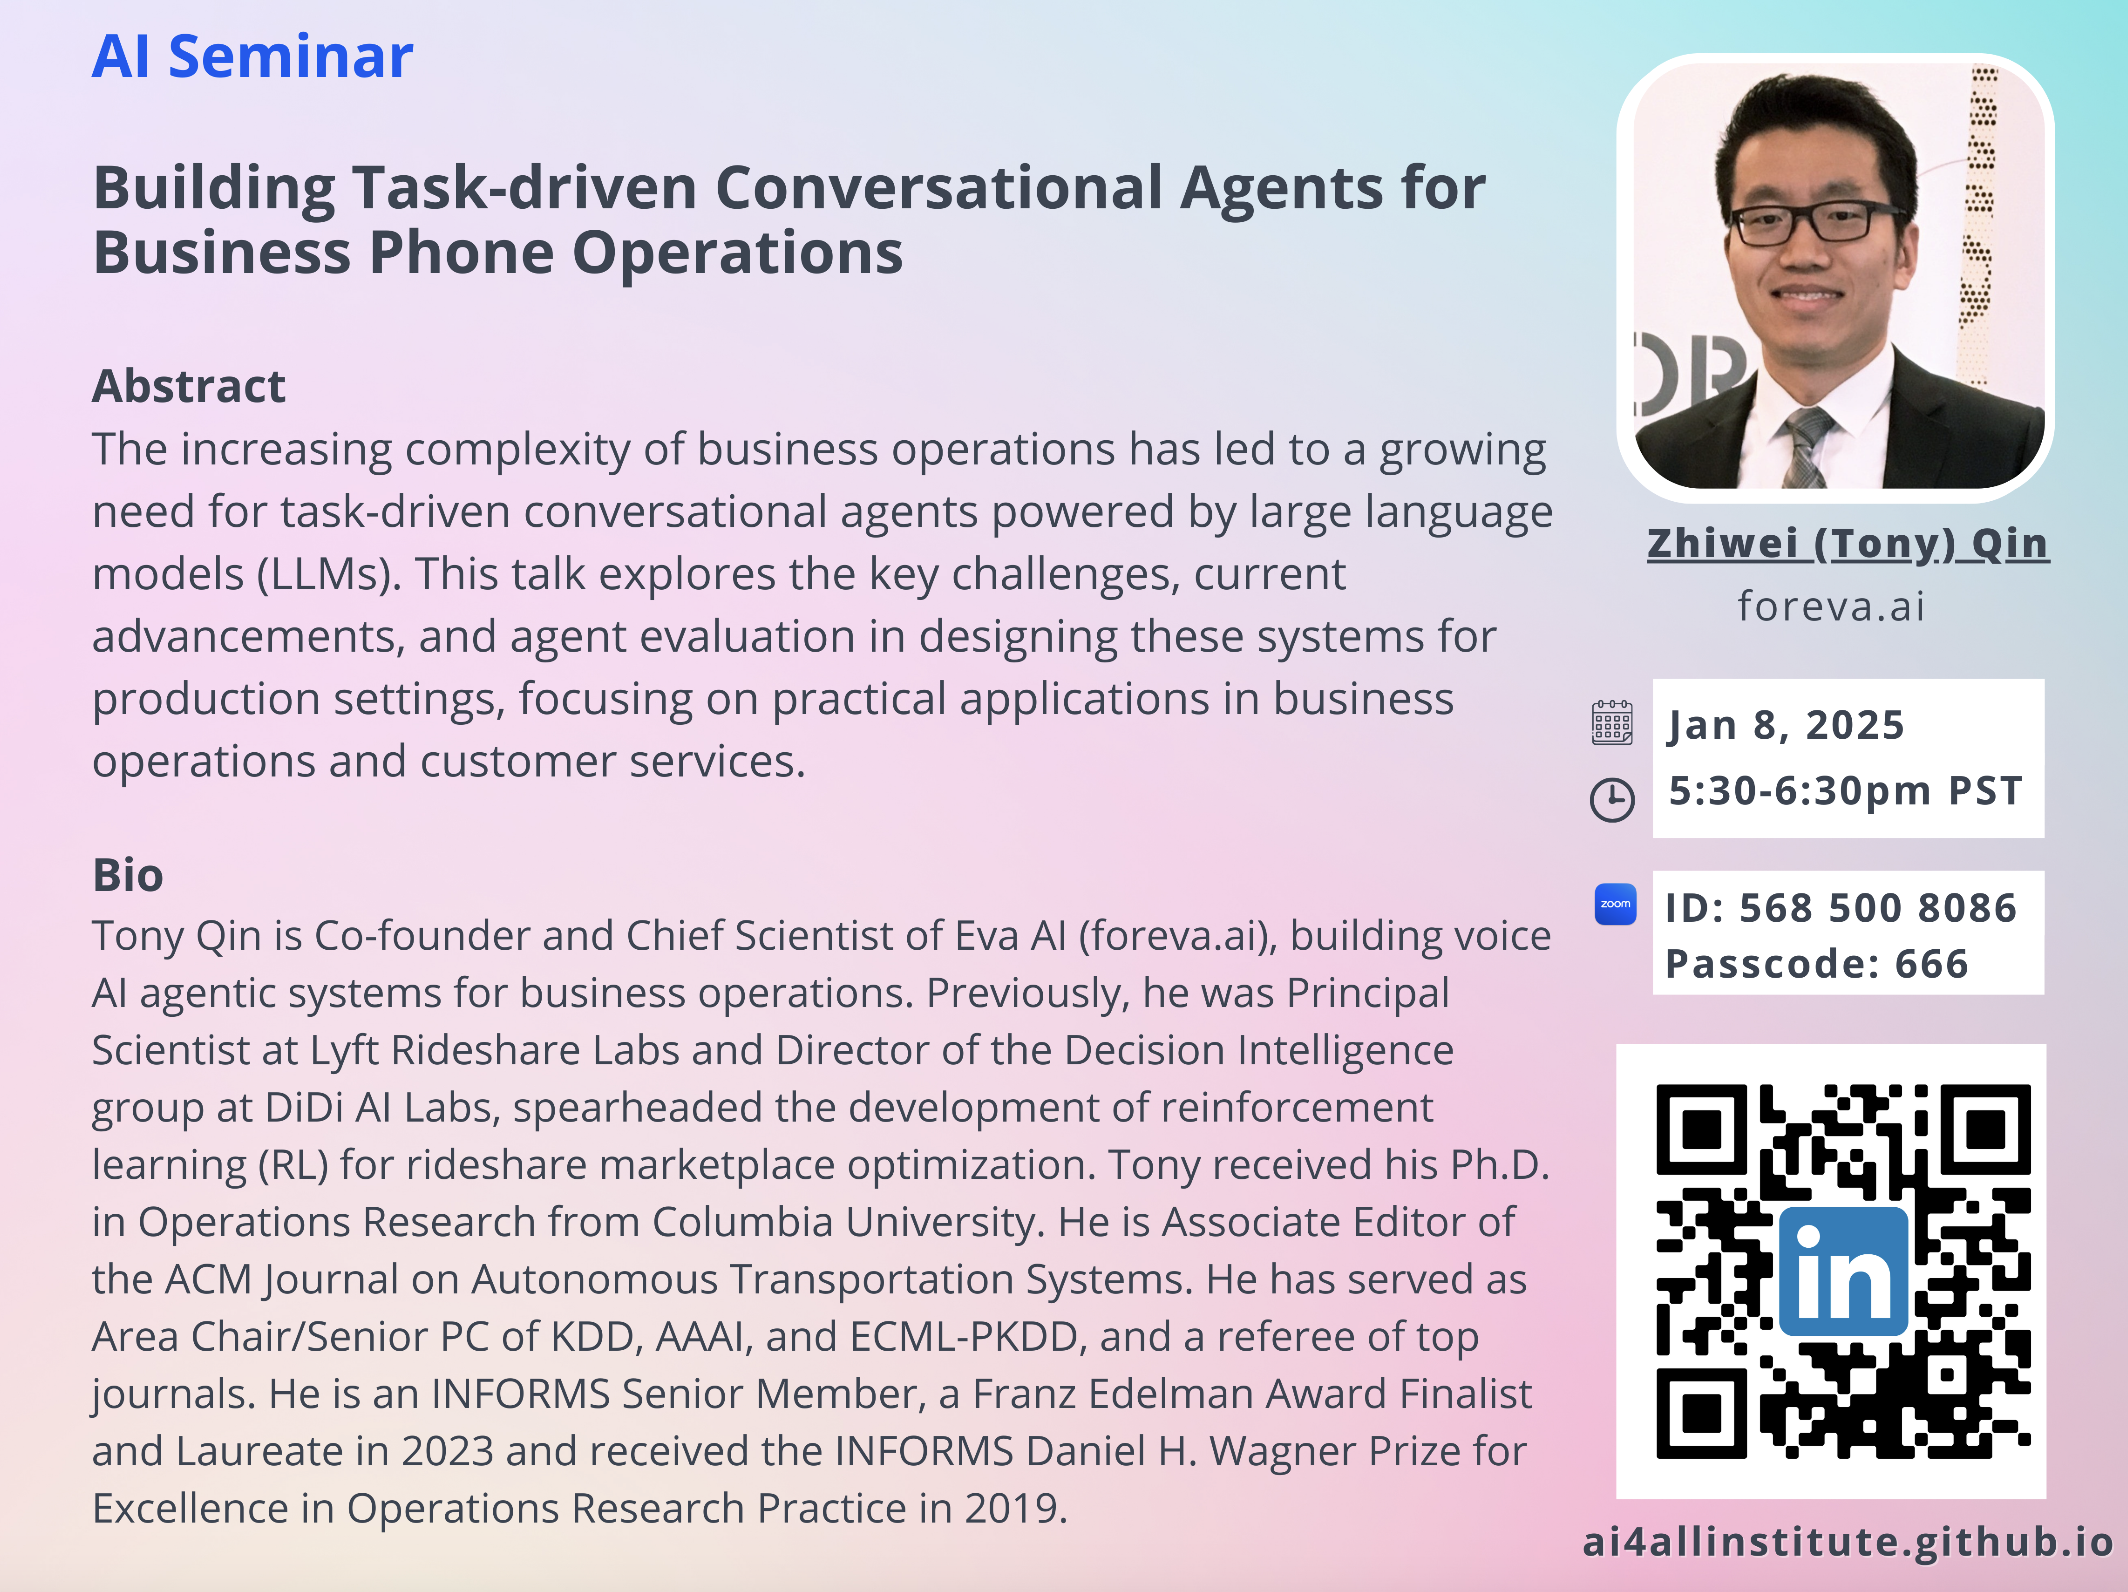 AI Seminar
Building Task-driven Conversational Agents for
Business Phone Operations
Abstract
The increasing complexity of business operations has led to a growing
need for task-driven conversational agents powered by large language
models (LLMs). This talk explores the key challenges, current
advancements, and agent evaluation in designing these systems for
production settings, focusing on practical applications in business
operations and customer services.
Bio
Tony Qin is Co-founder and Chief Scientist of Eva AI (foreva.ai), building voice
AI agentic systems for business operations. Previously, he was Principal
Scientist at Lyft Rideshare Labs and Director of the Decision Intelligence
group at DiDi AI Labs, spearheaded the development of reinforcement
learning (RL) for rideshare marketplace optimization. Tony received his Ph.D.
in Operations Research from Columbia University. He is Associate Editor of
the ACM Journal on Autonomous Transportation Systems. He has served as
Area Chair/Senior PC of KDD, AAAI, and ECML-PKDD, and a referee of top
journals. He is an INFORMS Senior Member, a Franz Edelman Award Finalist
and Laureate in 2023 and received the INFORMS Daniel H. Wagner Prize for
Excellence in Operations Research Practice in 2019.
Zhiwei (Tony) Qin
foreva.ai
Jan 8, 2025
5:30-6:30pm PST
zoom
ID: 568 500 8086
Passcode: 666
in
ai4allinstitute.github.io